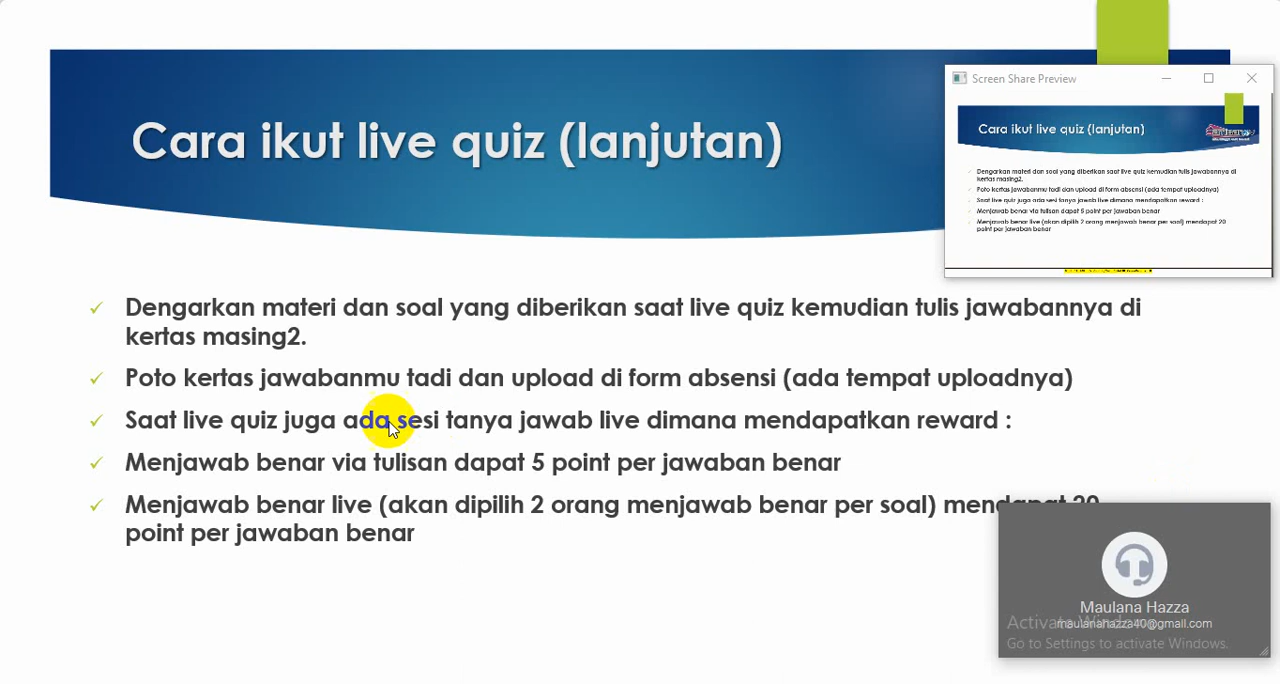 Cara ikut live quiz (lanjutan)
Dengarkan materi dan soal yang diberikan saat live quiz kemudian tulis jawabannya di
kertas masing2.
Poto kertas jawabanmu tadi dan upload di form absensi (ada tempat uploadnya)
Saat live quiz juga ada sesi tanya jawab live dimana mendapatkan reward :
Menjawab benar via tulisan dapat 5 point per jawaban benar
Menjawab benar live (akan dipilih 2 orang menjawab benar per soal) mendapat 20
point per jawaban benar
Screen Share Preview
Cara ikut live quiz (lanjutan)
Dengarkan materi dan soal yang diberikan saat live quiz kemudian tulis jawabannya di
kertas masing2.
Poto kertas jawabanmu tadi dan upload di form absensi (ada tempat uploadnya)
Saat live quiz juga ada sesi tanya jawab live dimana mendapatkan reward :
Menjawab benar via tulisan dapat 5 point per jawaban benar
Menjawab benar live (akan dipilih 2 orang menjawab benar per soal) mendapat 20
point per jawaban benar
Maulana Hazza
maulanahazza40@gmail.com
Activate Windows
Go to Settings to activate Windows.